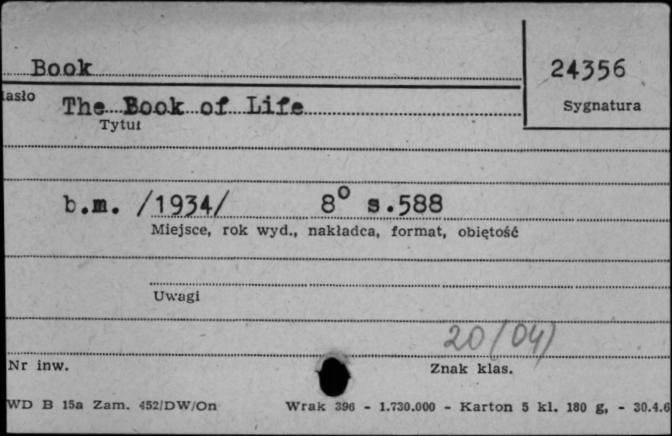 Book
24356
asło
The Book of Life
Sygnatura
Tytuł
b.m. /1934/ 8° s.588
Miejsce, rok wyd., nakładca, format, objętość
Uwagi
20/04/
Nr inw.
Znak klas.
WD B 15a Zam. 452/DW/On Wrak 396 - 1.730.000 - Karton 5 kl. 180 g, - 30.4.6